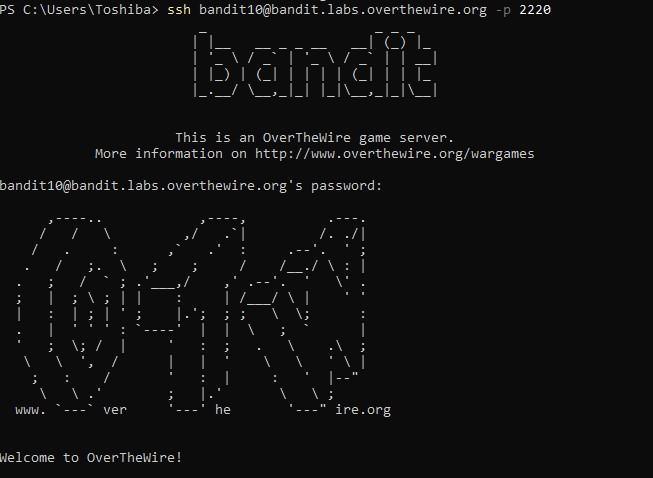 PS C:\Users\Toshiba> ssh bandit10@bandit.labs.overthewire.org -p 2220
bandit
This is an OverTheWire game server.
More information on http://www.overthewire.org/wargames
bandit10@bandit.labs.overthewire.org's password:
www. ver he ire.org
Welcome to OverTheWire!